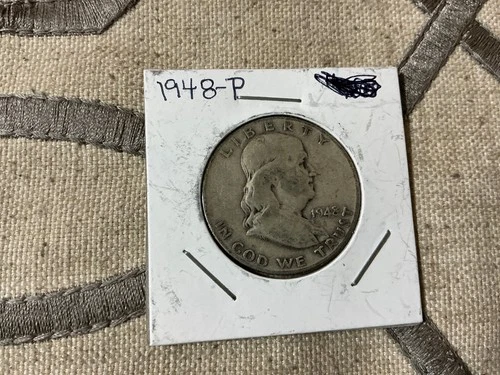 1948-P
LIBERTY
1948
IN GOD WE TRUST